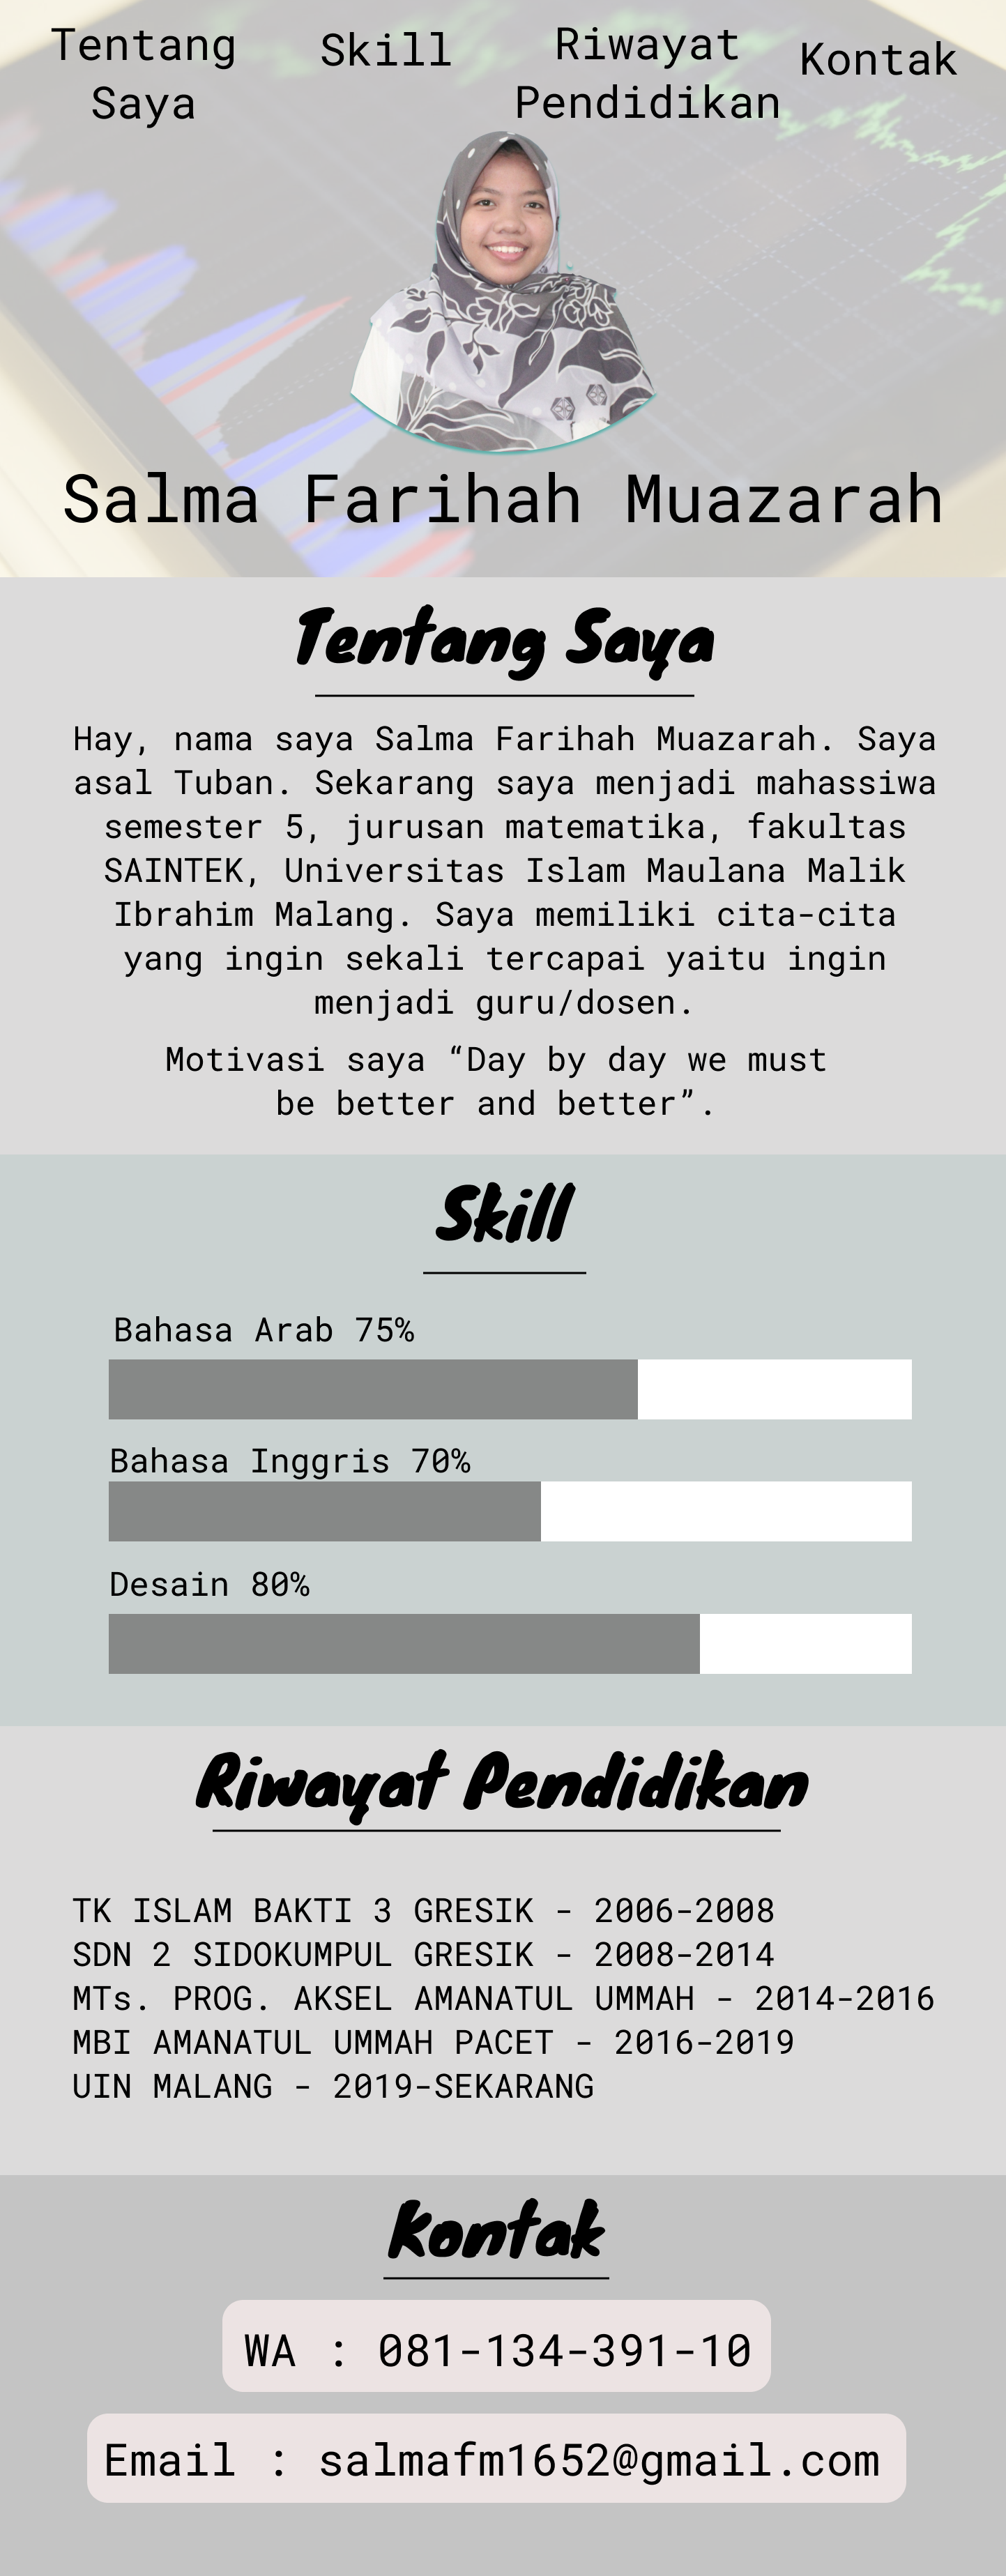 Tentang
Saya
Skill
Riwayat
Pendidikan
Kontak
Salma Farihah Muazarah
Tentang Saya
Hay, nama saya Salma Farihah Muazarah. Saya
asal Tuban. Sekarang saya menjadi mahassiwa
semester 5, jurusan matematika, fakultas
SAINTEK, Universitas Islam Maulana Malik
Ibrahim Malang. Saya memiliki cita-cita
yang ingin sekali tercapai yaitu ingin
menjadi guru/dosen.
Motivasi saya “Day by day we must
be better and better”.
Skill
Bahasa Arab 75%
Bahasa Inggris 70%
Desain 80%
Riwayat Pendidikan
TK ISLAM BAKTI 3 GRESIK - 2006-2008
SDN 2 SIDOKUMPUL GRESIK - 2008-2014
MTs. PROG. AKSEL AMANATUL UMMAH - 2014-2016
MBI AMANATUL UMMAH PACET - 2016-2019
UIN MALANG - 2019-SEKARANG
Kontak
WA : 081-134-391-10
Email : salmafm1652@gmail.com